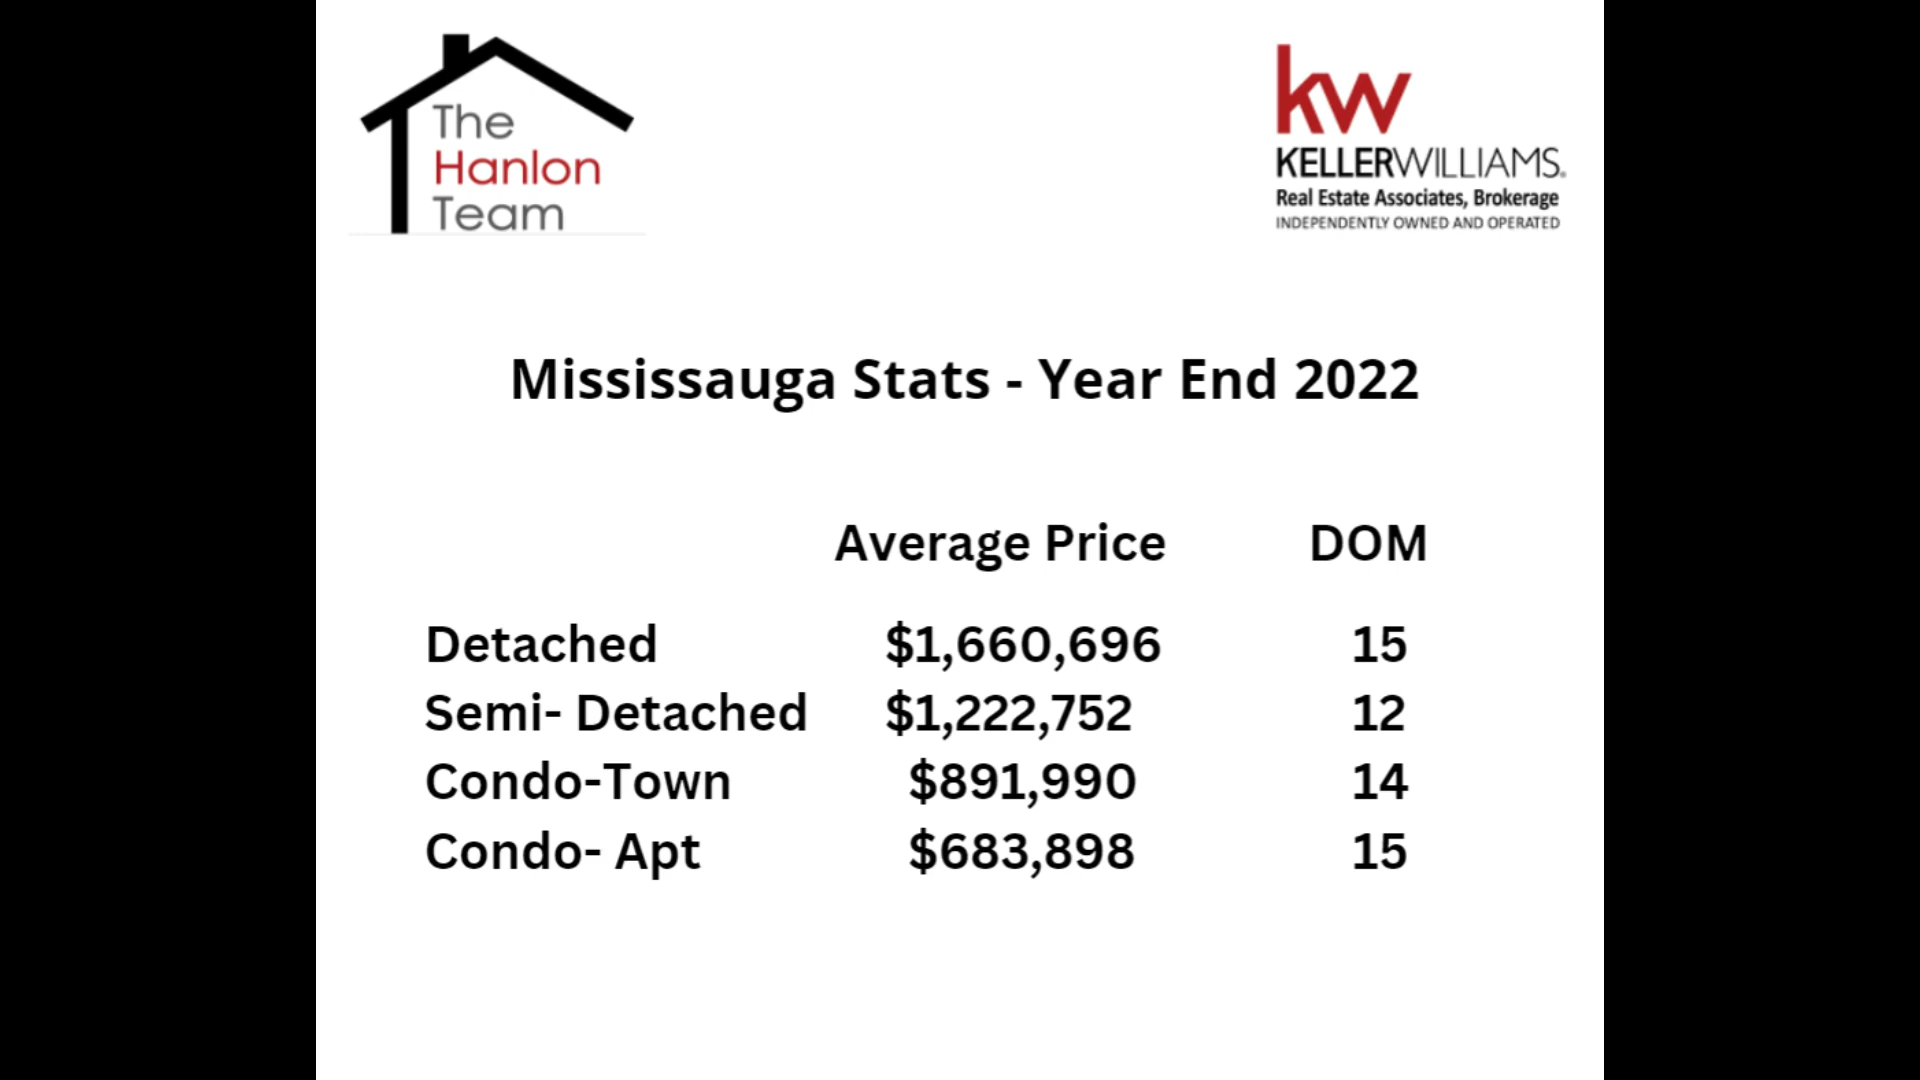 The
Hanlon
Team
kw
KELLERWILLIAMS.
Real Estate Associates, Brokerage
INDEPENDENTLY OWNED AND OPERATED
Mississauga Stats - Year End 2022
Average Price DOM
Detached $1,660,696 15
Semi- Detached $1,222,752 12
Condo-Town $891,990 14
Condo- Apt $683,898 15